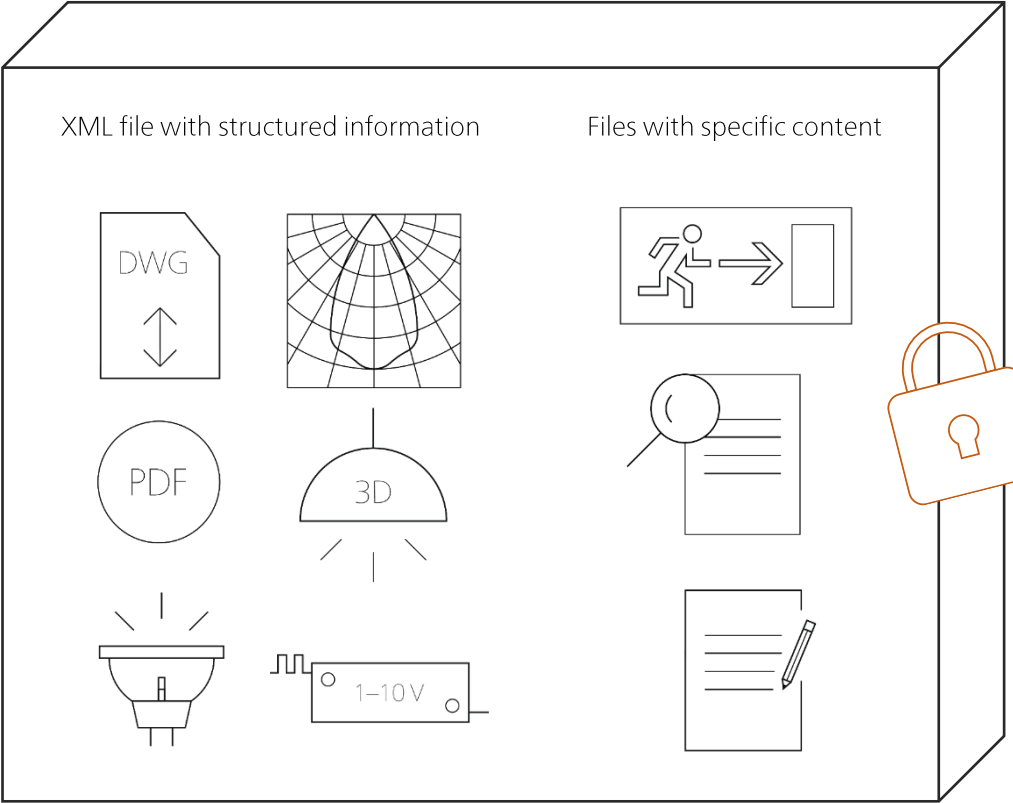 XML file with structured information
Files with specific content
DWG
PDF
3D
1–10 V